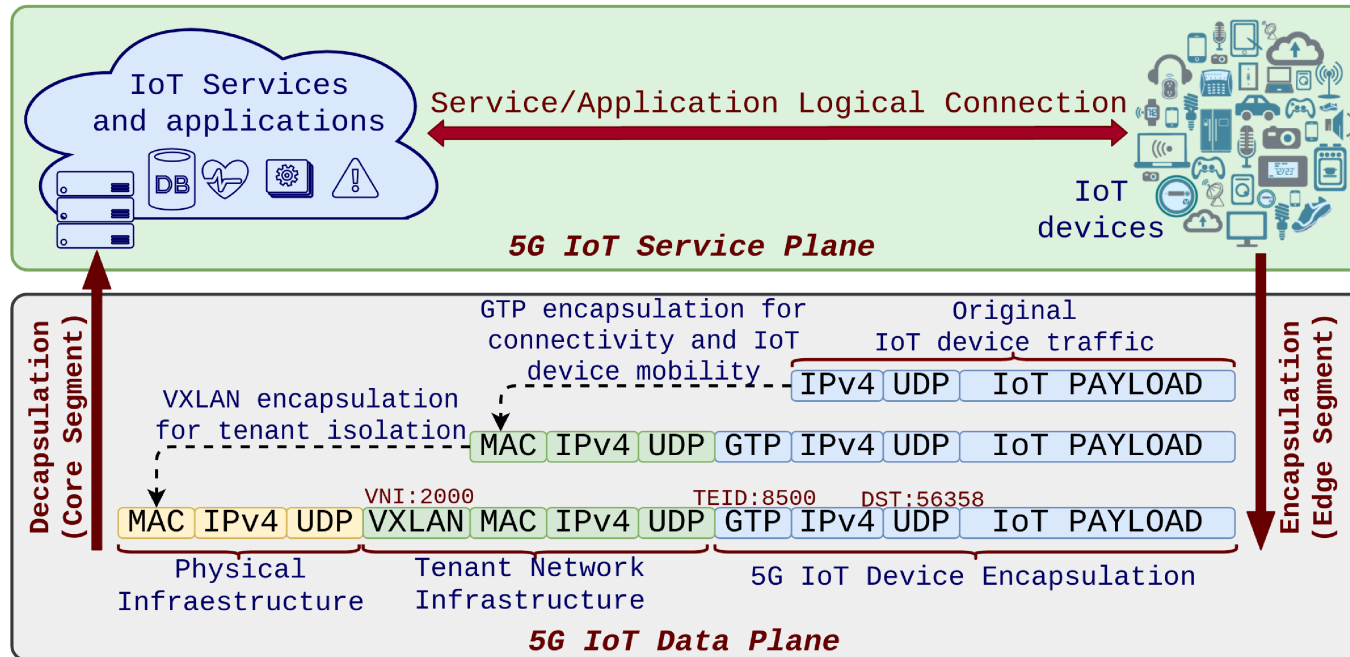 IoT Services
and applications
DB
Service/Application Logical Connection
IoT
devices
5G IoT Service Plane
Decapsulation
(Core Segment)
Encapsulation
(Edge Segment)
GTP encapsulation for
connectivity and IoT
device mobility
Original
IoT device traffic
IPv4 UDP IoT PAYLOAD
VXLAN encapsulation
for tenant isolation
MAC IPv4 UDP GTP IPv4 UDP IoT PAYLOAD
VNI:2000 TEID:8500 DST:56358
MAC IPv4 UDP VXLAN MAC IPv4 UDP GTP IPv4 UDP IoT PAYLOAD
Physical
Infraestructure
Tenant Network
Infrastructure
5G IoT Device Encapsulation
5G IoT Data Plane